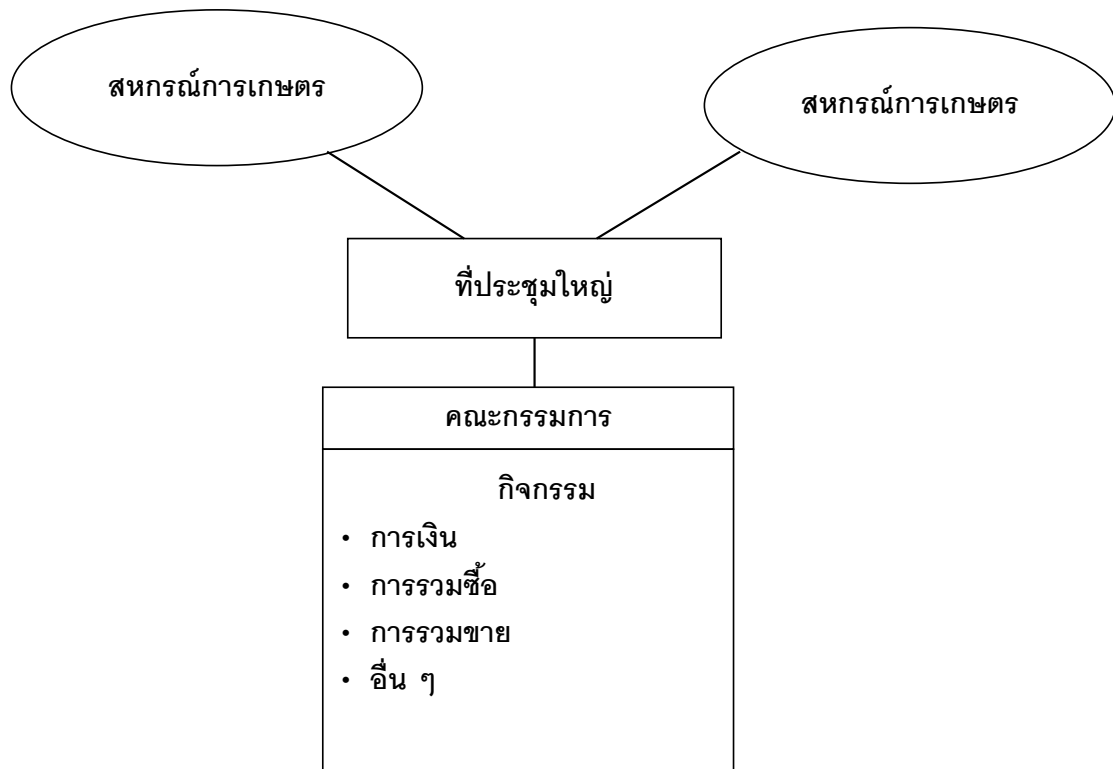 สหกรณ์การเกษตร
สหกรณ์การเกษตร
ที่ประชุมใหญ่
คณะกรรมการ
กิจกรรม
• การเงิน
• การรวมซื้อ
• การรวมขาย
• อื่น ๆ